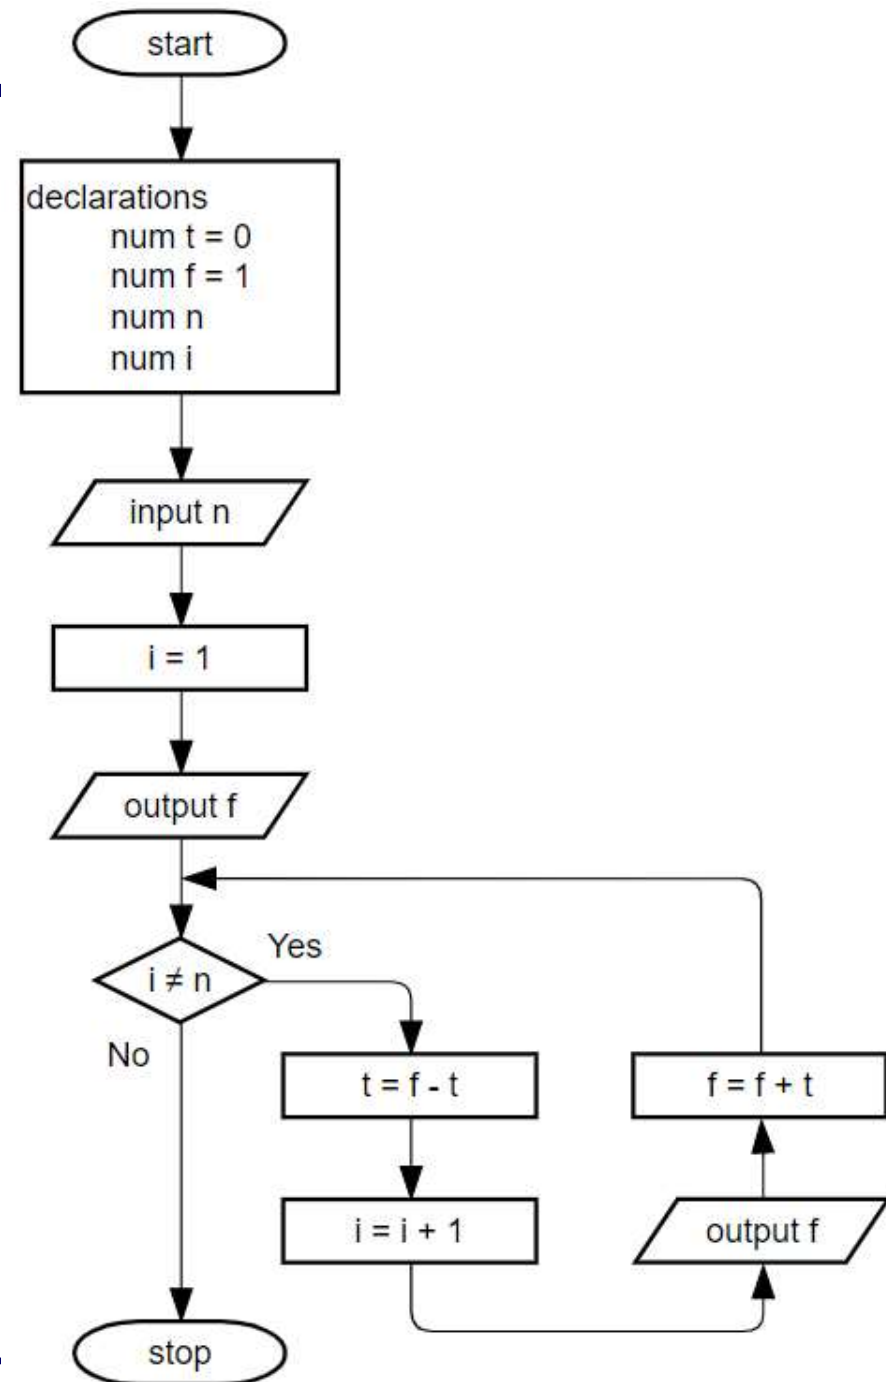 start
declarations
num t = 0
num f = 1
num n
num i
input n
i = 1
output f
i ≠ n
Yes
No
t = f - t
i = i + 1
output f
f = f + t
stop